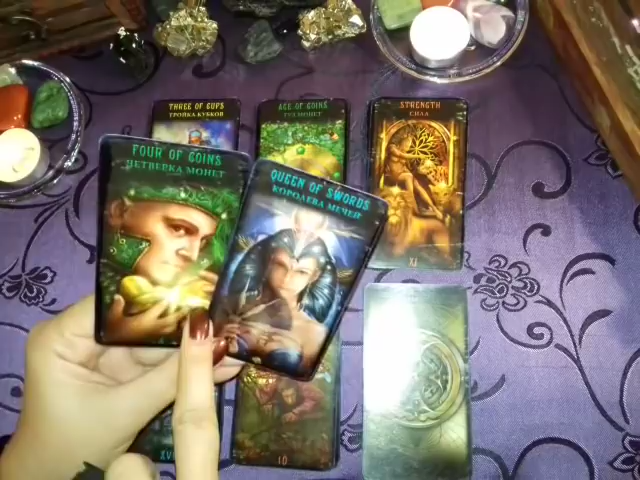 THREE OF CUPS
ТРОЙКА КУБКОВ
ACE OF COINS
ТУЗ МОНЕТ
STRENGTH
СИЛА
FOUR OF COINS
ЧЕТВЕРКА МОНЕТ
QUEEN OF SWORDS
КОРОЛЕВА МЕЧЕЙ
XI